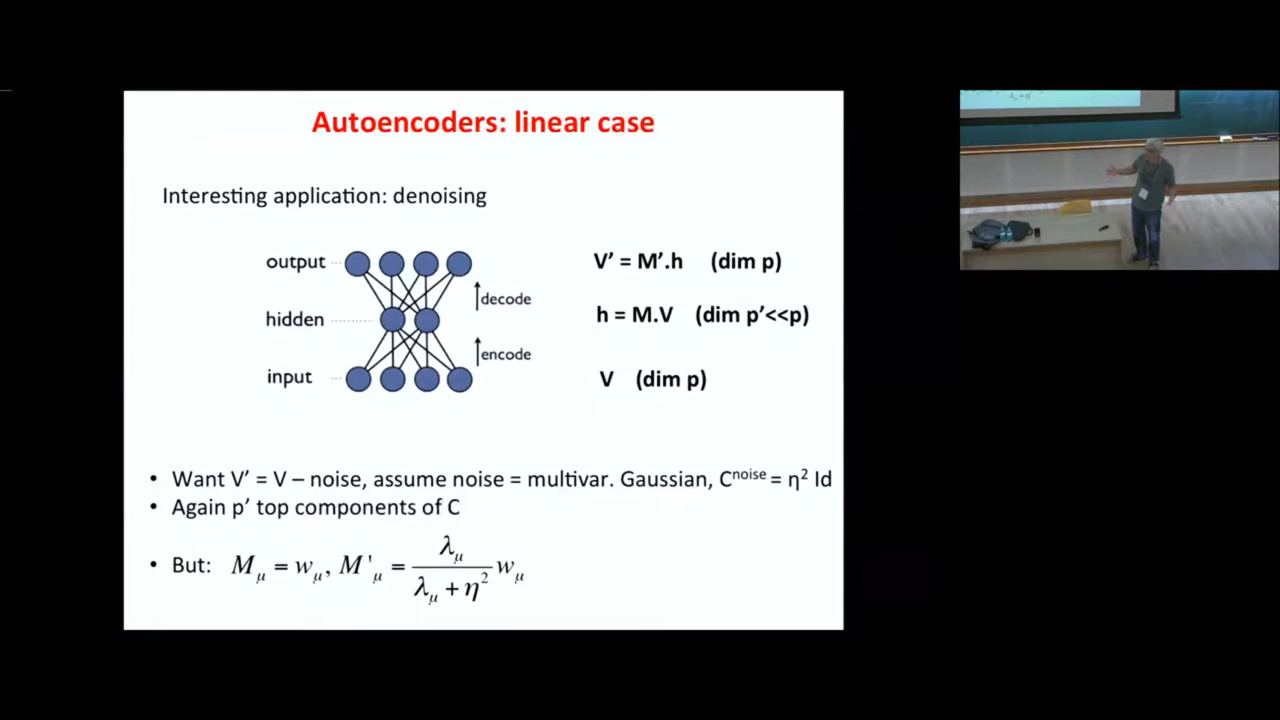 Autoencoders: linear case
Interesting application: denoising
output
decode
hidden
encode
input
V’ = M’.h (dim p)
h = M.V (dim p’<<p)
V (dim p)
• Want V’ = V – noise, assume noise = multivar. Gaussian, Cⁿᵒⁱˢᵉ = η² Id
• Again p’ top components of C
• But: M_μ = w_μ, M'_μ = λ_μ / (λ_μ + η²) w_μ